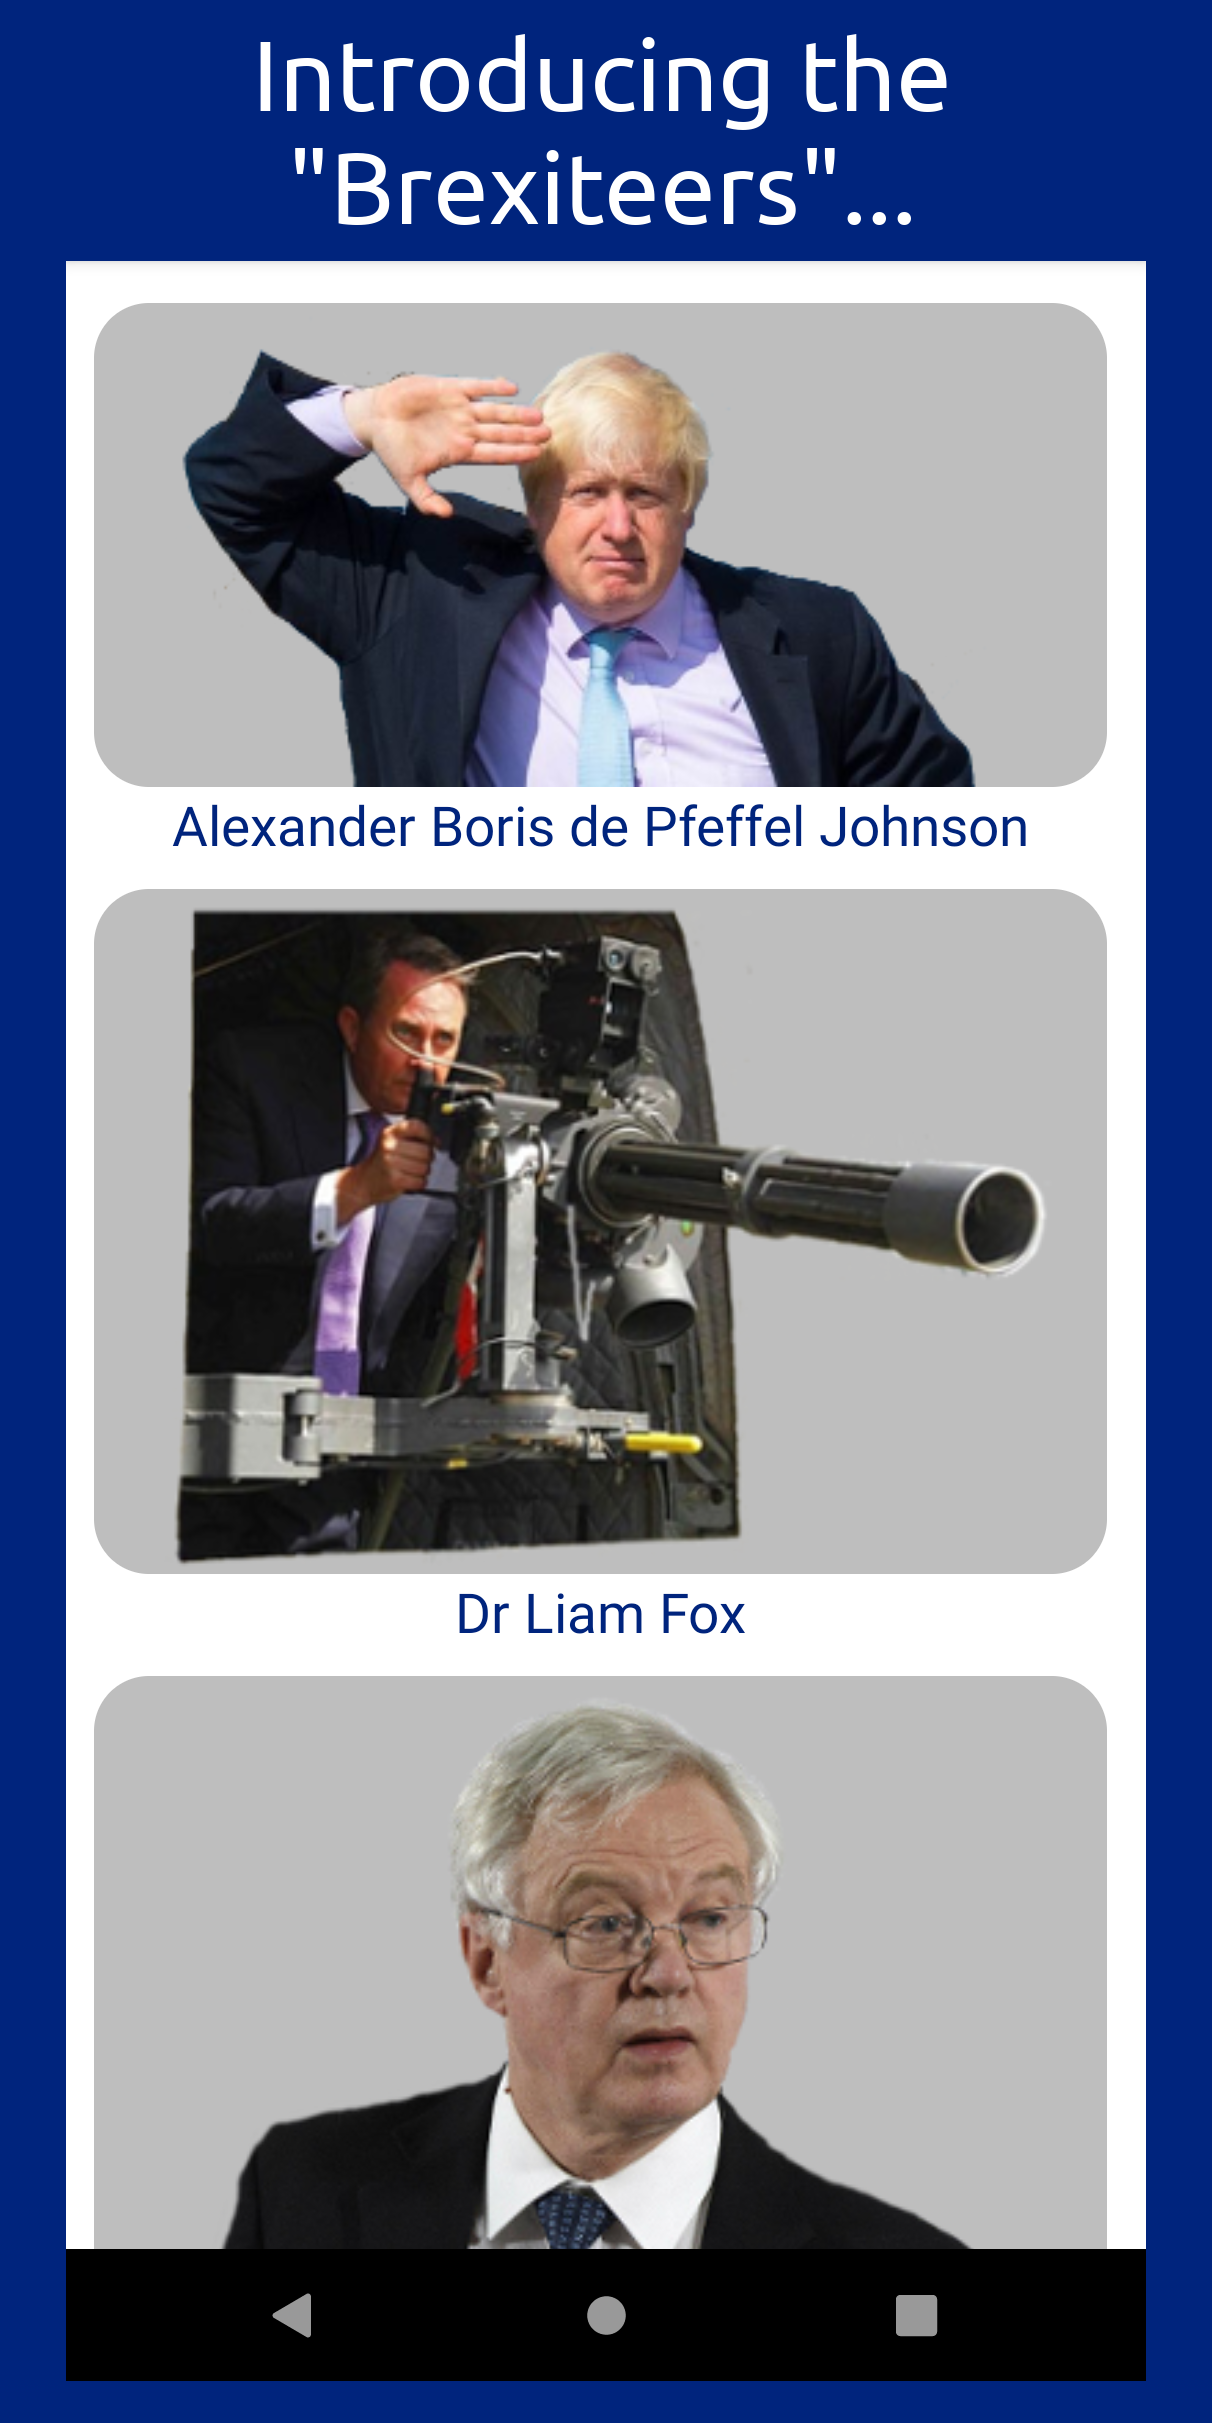 Introducing the
"Brexiteers"...
Alexander Boris de Pfeffel Johnson
Dr Liam Fox